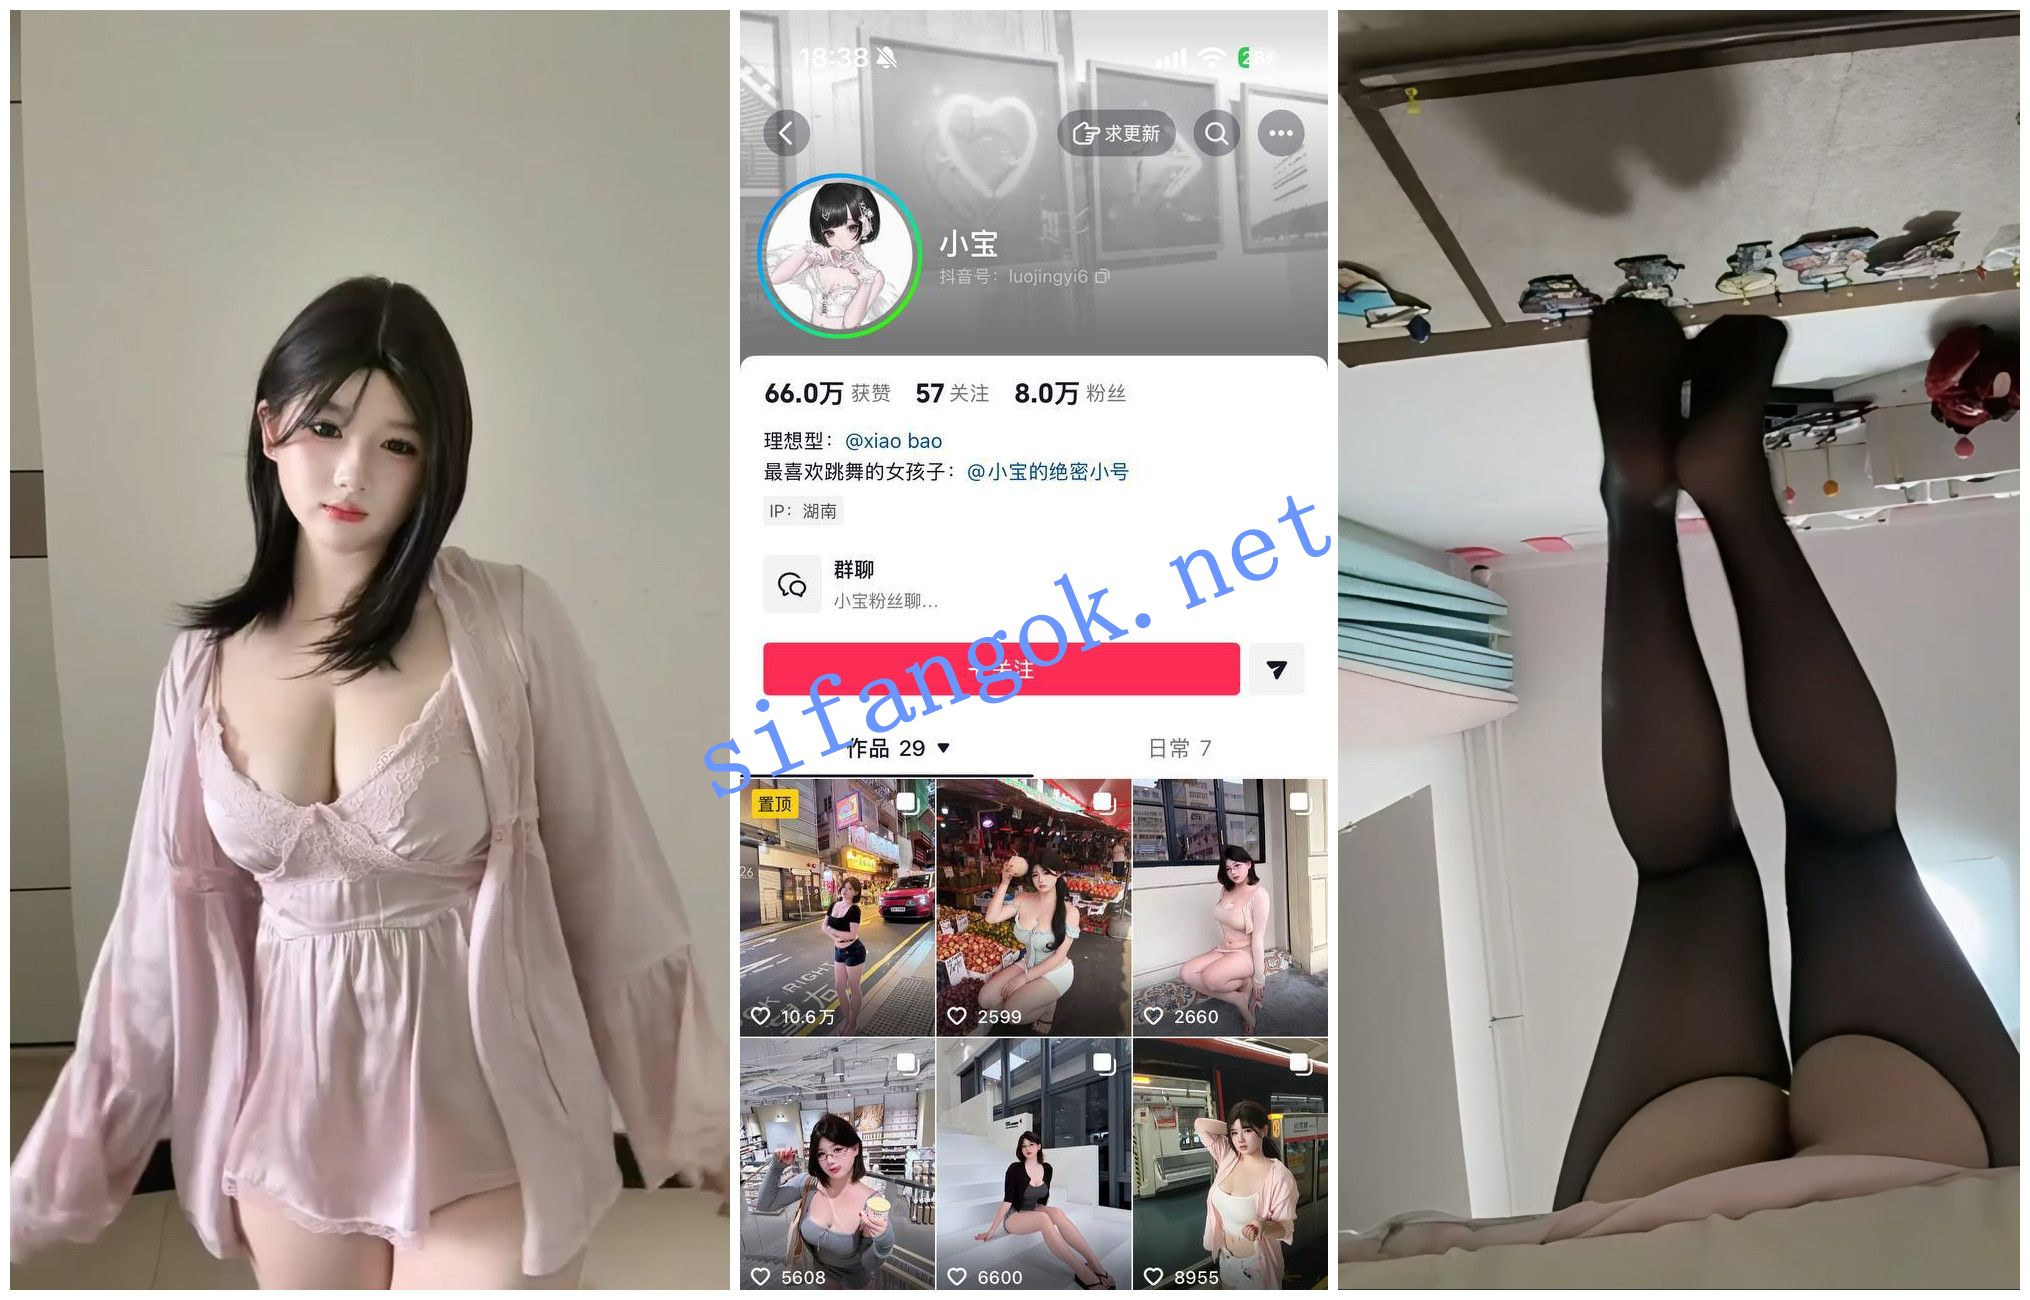 18:38
求更新
小宝
抖音号: luojingyi6
66.0万 获赞 57 关注 8.0万 粉丝
理想型: @xiao bao
最喜欢跳舞的女孩子: @小宝的绝密小号
IP: 湖南
群聊
小宝粉丝聊...
+ 关注
sifangok.net
作品 29 日常 7
置顶
10.6万 2599 2660
5608 6600 8955